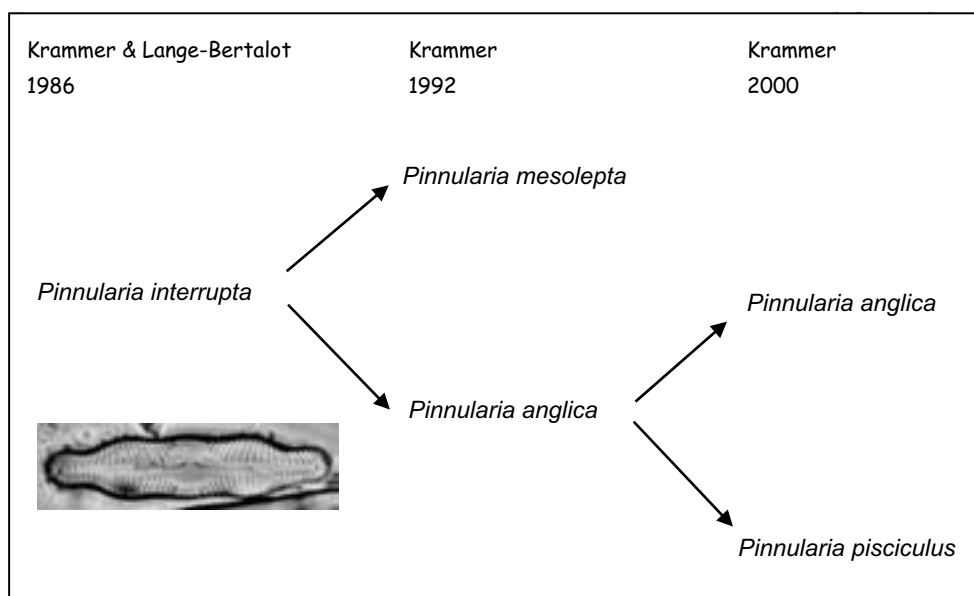 Krammer & Lange-Bertalot
1986
Krammer
1992
Krammer
2000
Pinnularia mesolepta
Pinnularia interrupta
Pinnularia anglica
Pinnularia anglica
Pinnularia pisciculus